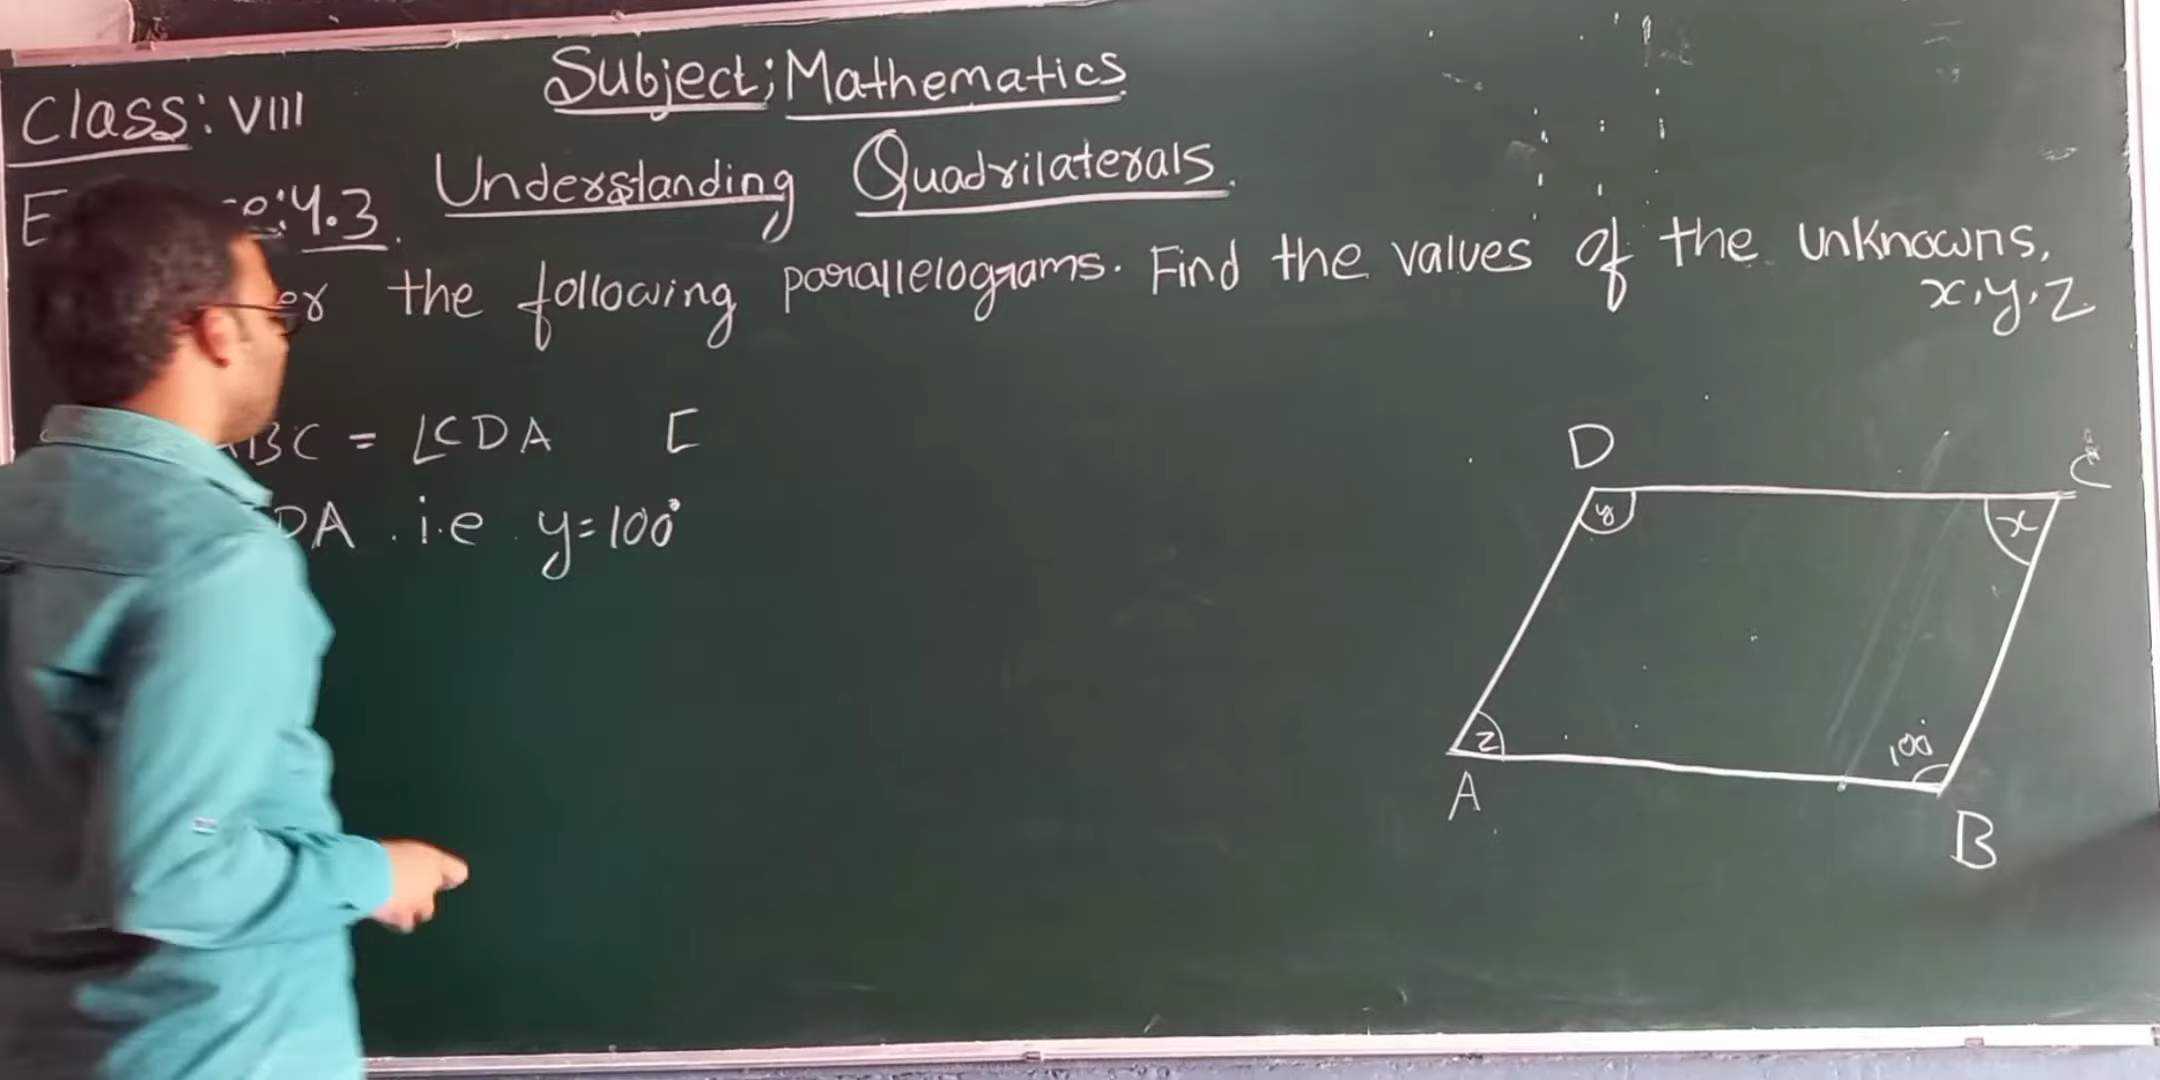 Class: VIII
Subject; Mathematics
4.3.
Understanding Quadrilaterals.
the following parallelograms. Find the values of the unknowns.
x, y, z
BC = ∠CDA [
DA . i.e. y = 100°
D
C
y
x
z
100°
A
B